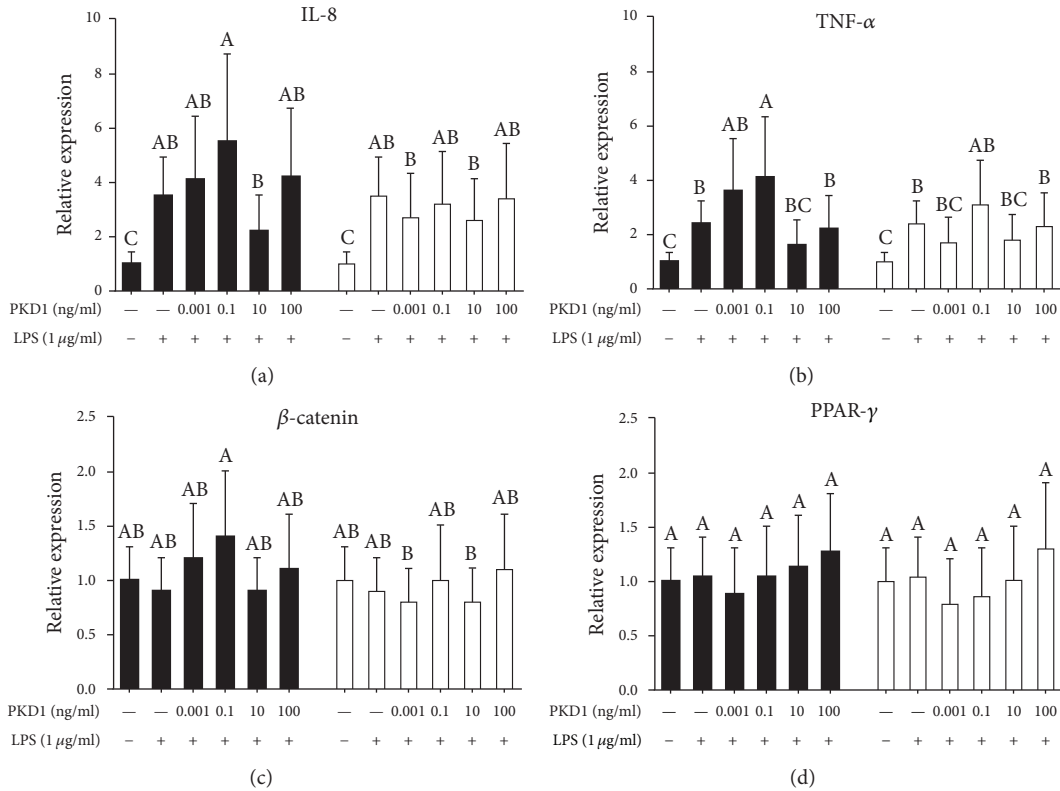 IL-8
10
8
6
4
2
0
Relative expression
C
AB
AB
A
B
AB
C
AB
B
AB
B
AB
PKD1 (ng/ml) — — 0.001 0.1 10 100 — — 0.001 0.1 10 100
LPS (1 μg/ml) − + + + + + − + + + + +
(a)
TNF-α
10
8
6
4
2
0
Relative expression
C
B
AB
A
BC
B
C
B
BC
AB
BC
B
PKD1 (ng/ml) — — 0.001 0.1 10 100 — — 0.001 0.1 10 100
LPS (1 μg/ml) − + + + + + − + + + + +
(b)
β-catenin
2.5
2.0
1.5
1.0
0.5
0.0
Relative expression
AB
AB
AB
A
AB
AB
AB
AB
B
AB
B
AB
PKD1 (ng/ml) — — 0.001 0.1 10 100 — — 0.001 0.1 10 100
LPS (1 μg/ml) − + + + + + − + + + + +
(c)
PPAR-γ
2.5
2.0
1.5
1.0
0.5
0.0
Relative expression
A
A
A
A
A
A
A
A
A
A
A
A
PKD1 (ng/ml) — — 0.001 0.1 10 100 — — 0.001 0.1 10 100
LPS (1 μg/ml) − + + + + + − + + + + +
(d)